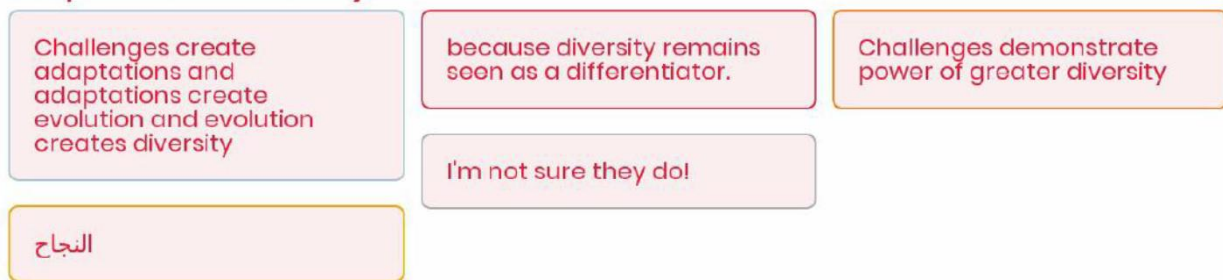 Challenges create
adaptations and
adaptations create
evolution and evolution
creates diversity
because diversity remains
seen as a differentiator.
Challenges demonstrate
power of greater diversity
I'm not sure they do!
النجاح